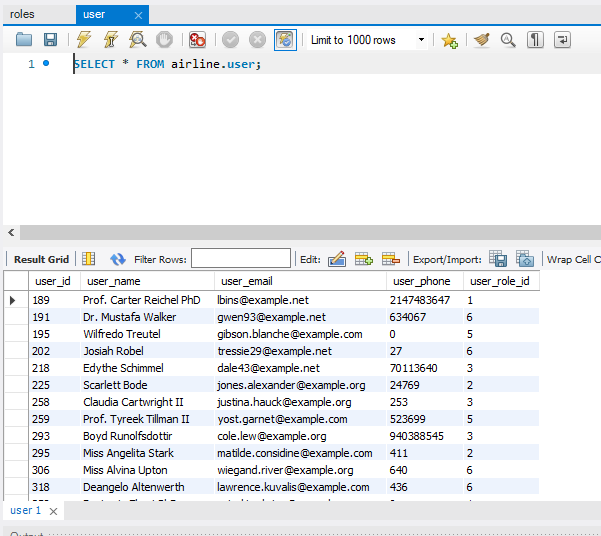 roles user
Limit to 1000 rows
1 SELECT * FROM airline.user;
Result Grid Filter Rows: Edit: Export/Import: Wrap Cell C
user_id user_name user_email user_phone user_role_id
189 Prof. Carter Reichel PhD lbins@example.net 2147483647 1
191 Dr. Mustafa Walker gwen93@example.net 634067 6
195 Wilfredo Treutel gibson.blanche@example.com 0 5
202 Josiah Robel tressie29@example.net 27 6
218 Edythe Schimmel dale43@example.net 70113640 3
225 Scarlett Bode jones.alexander@example.org 24769 2
258 Claudia Cartwright II justina.hauck@example.org 253 3
259 Prof. Tyreek Tillman II yost.garnet@example.com 523699 5
293 Boyd Runolfsdottir cole.lew@example.org 940388545 3
295 Miss Angelita Stark matilde.considine@example.com 411 2
306 Miss Alvina Upton wiegand.river@example.org 640 6
318 Deangelo Altenwerth lawrence.kuvalis@example.com 436 6
user 1
Output